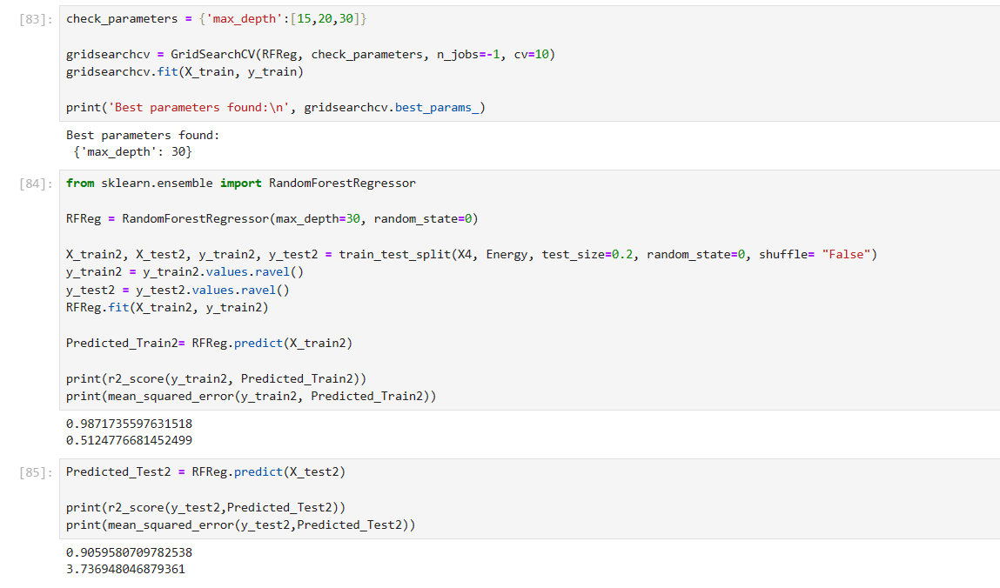 [83]: check_parameters = {'max_depth':[15,20,30]}
gridsearchcv = GridSearchCV(RFReg, check_parameters, n_jobs=-1, cv=10)
gridsearchcv.fit(X_train, y_train)
print('Best parameters found:\n', gridsearchcv.best_params_)
Best parameters found:
{'max_depth': 30}
[84]: from sklearn.ensemble import RandomForestRegressor
RFReg = RandomForestRegressor(max_depth=30, random_state=0)
X_train2, X_test2, y_train2, y_test2 = train_test_split(X4, Energy, test_size=0.2, random_state=0, shuffle= "False")
y_train2 = y_train2.values.ravel()
y_test2 = y_test2.values.ravel()
RFReg.fit(X_train2, y_train2)
Predicted_Train2= RFReg.predict(X_train2)
print(r2_score(y_train2, Predicted_Train2))
print(mean_squared_error(y_train2, Predicted_Train2))
0.9871735597631518
0.5124776681452499
[85]: Predicted_Test2 = RFReg.predict(X_test2)
print(r2_score(y_test2,Predicted_Test2))
print(mean_squared_error(y_test2,Predicted_Test2))
0.9059580709782538
3.736948046879361